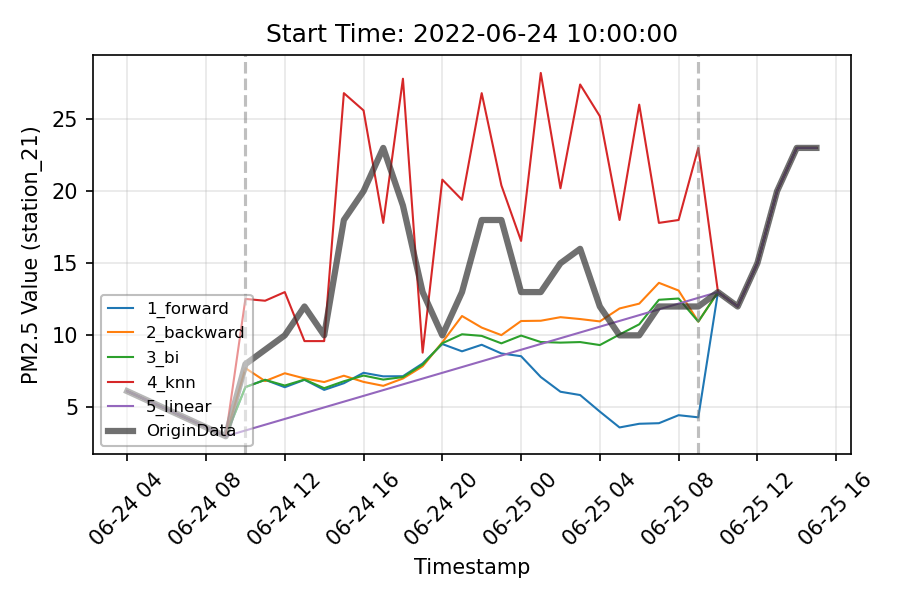 Start Time: 2022-06-24 10:00:00
PM2.5 Value (station_21)
25
20
15
10
5
1_forward
2_backward
3_bi
4_knn
5_linear
OriginData
06-24 04
06-24 08
06-24 12
06-24 16
06-24 20
06-25 00
06-25 04
06-25 08
06-25 12
06-25 16
Timestamp